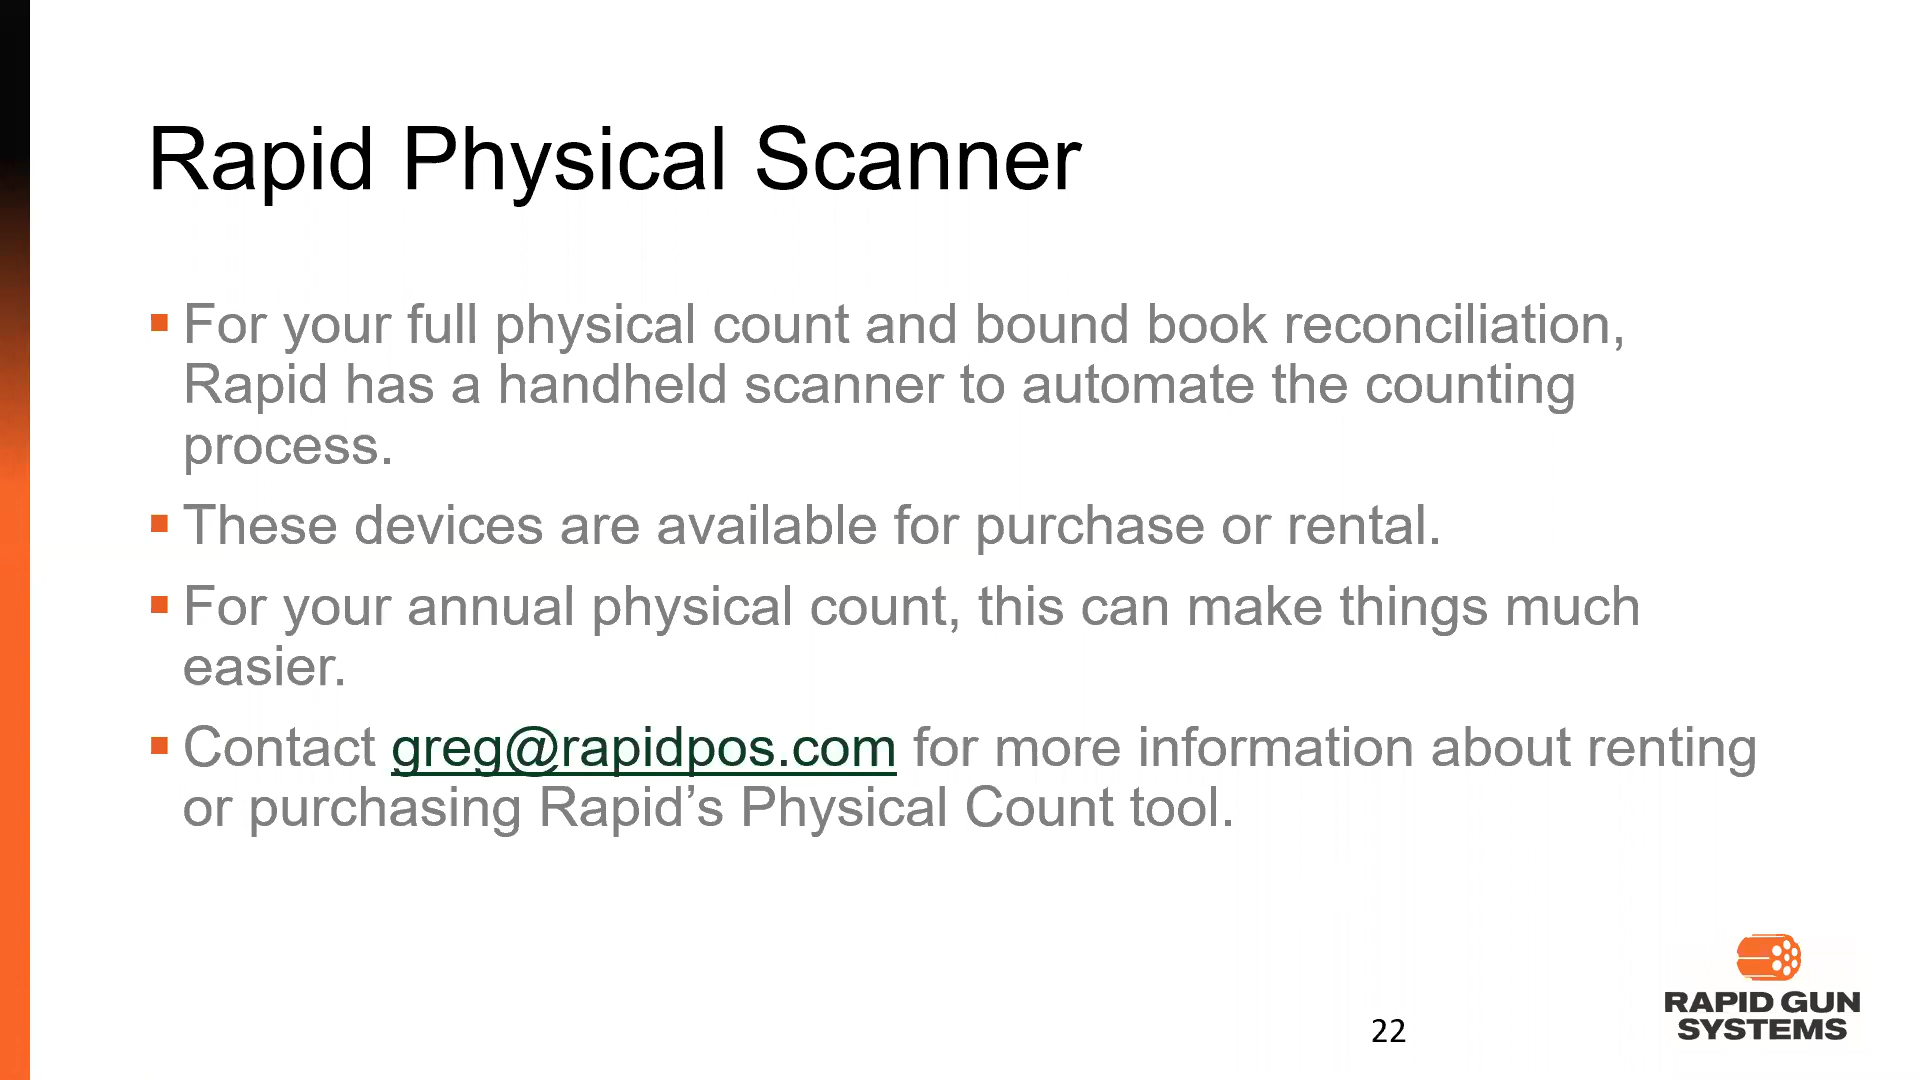 Rapid Physical Scanner
For your full physical count and bound book reconciliation,
Rapid has a handheld scanner to automate the counting
process.
These devices are available for purchase or rental.
For your annual physical count, this can make things much
easier.
Contact greg@rapidpos.com for more information about renting
or purchasing Rapid’s Physical Count tool.
22
RAPID GUN
SYSTEMS